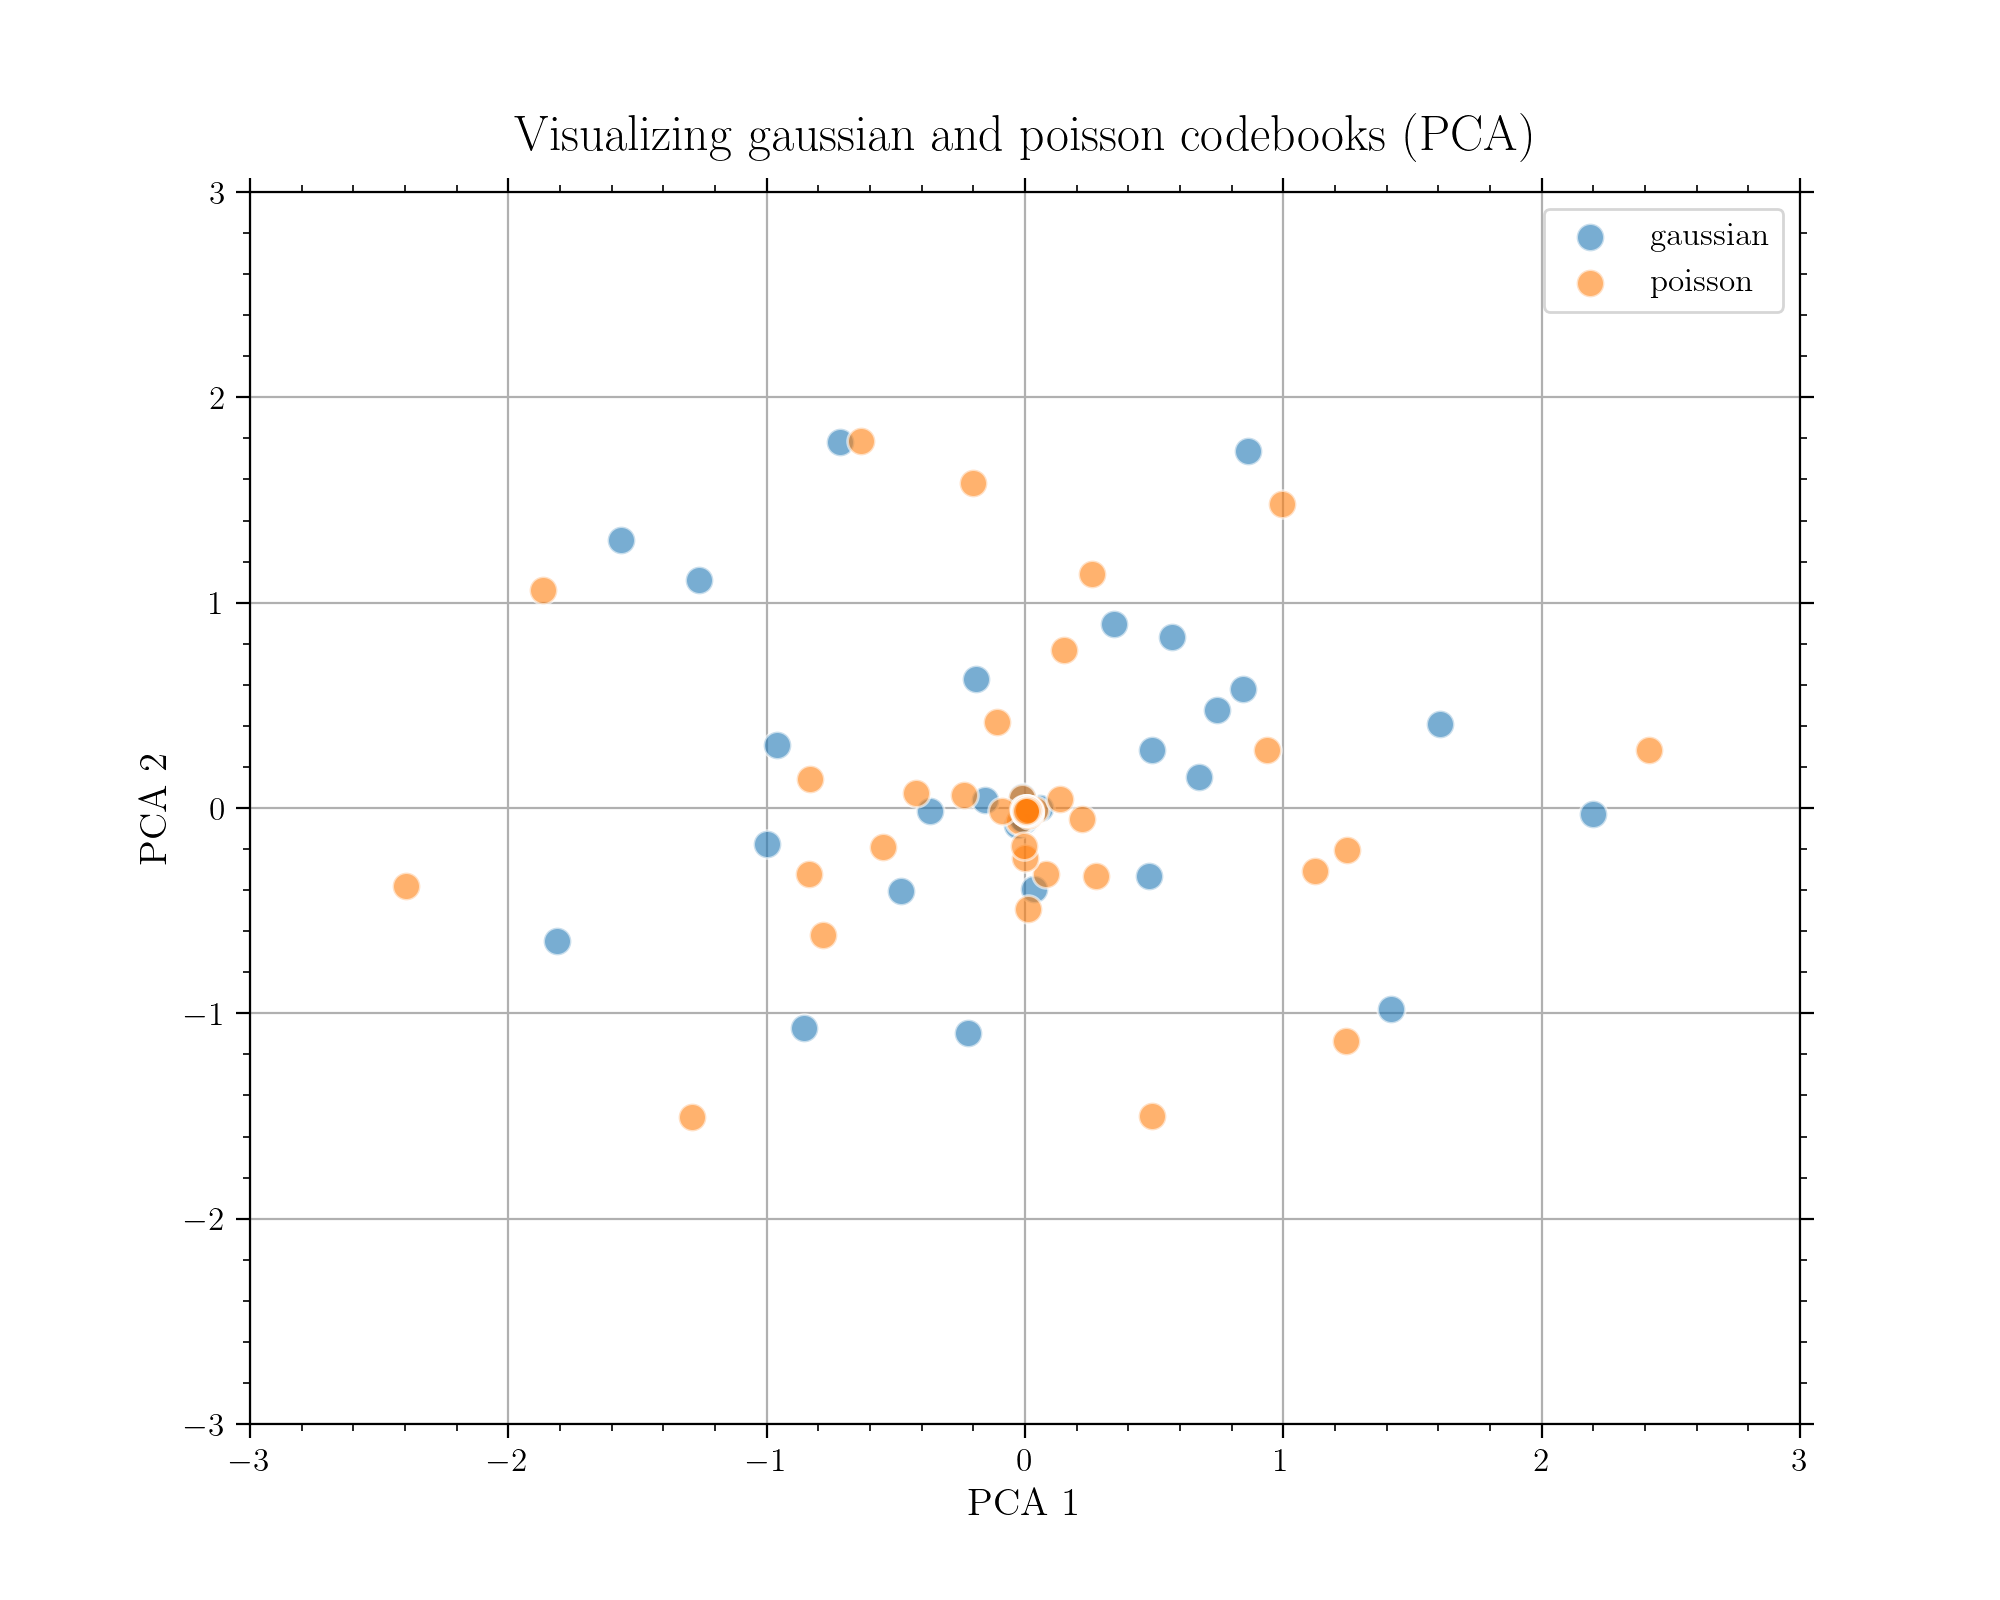 Visualizing gaussian and poisson codebooks (PCA)
gaussian
poisson
3
2
1
0
−1
−2
−3
PCA 2
−3
−2
−1
0
1
2
3
PCA 1